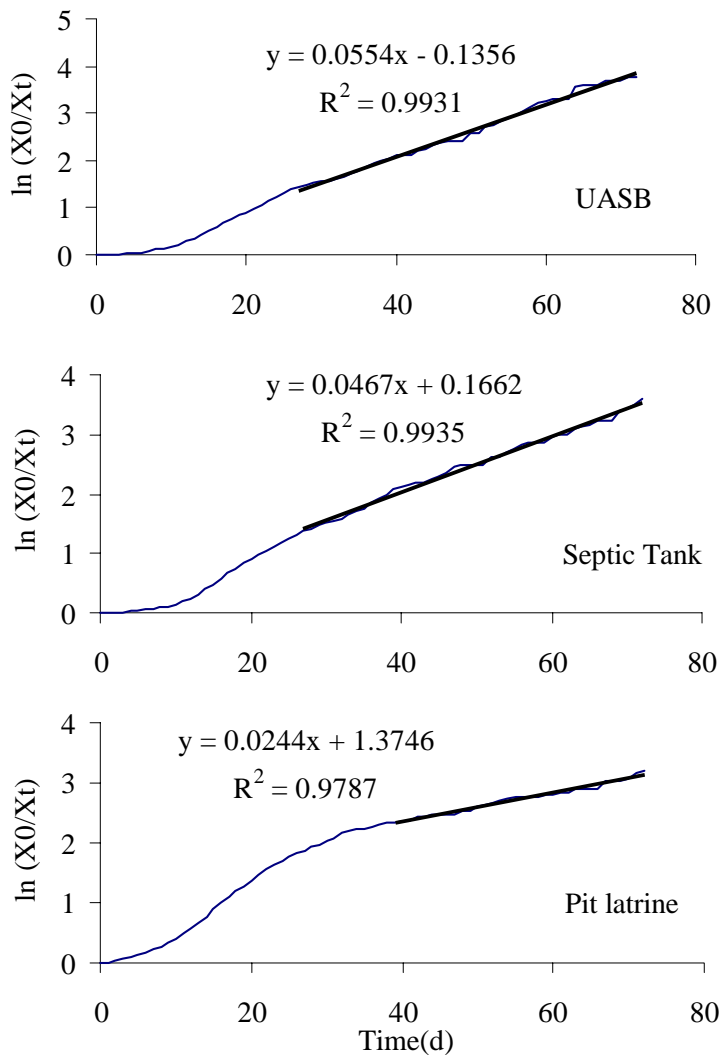 5
y = 0.0554x - 0.1356
4
R² = 0.9931
3
ln (X0/Xt)
2
UASB
1
0
0 20 40 60 80
4
y = 0.0467x + 0.1662
R² = 0.9935
3
ln (X0/Xt)
2
1
Septic Tank
0
0 20 40 60 80
4
y = 0.0244x + 1.3746
3
R² = 0.9787
ln (X0/Xt)
2
1
Pit latrine
0
0 20 40 60 80
Time(d)